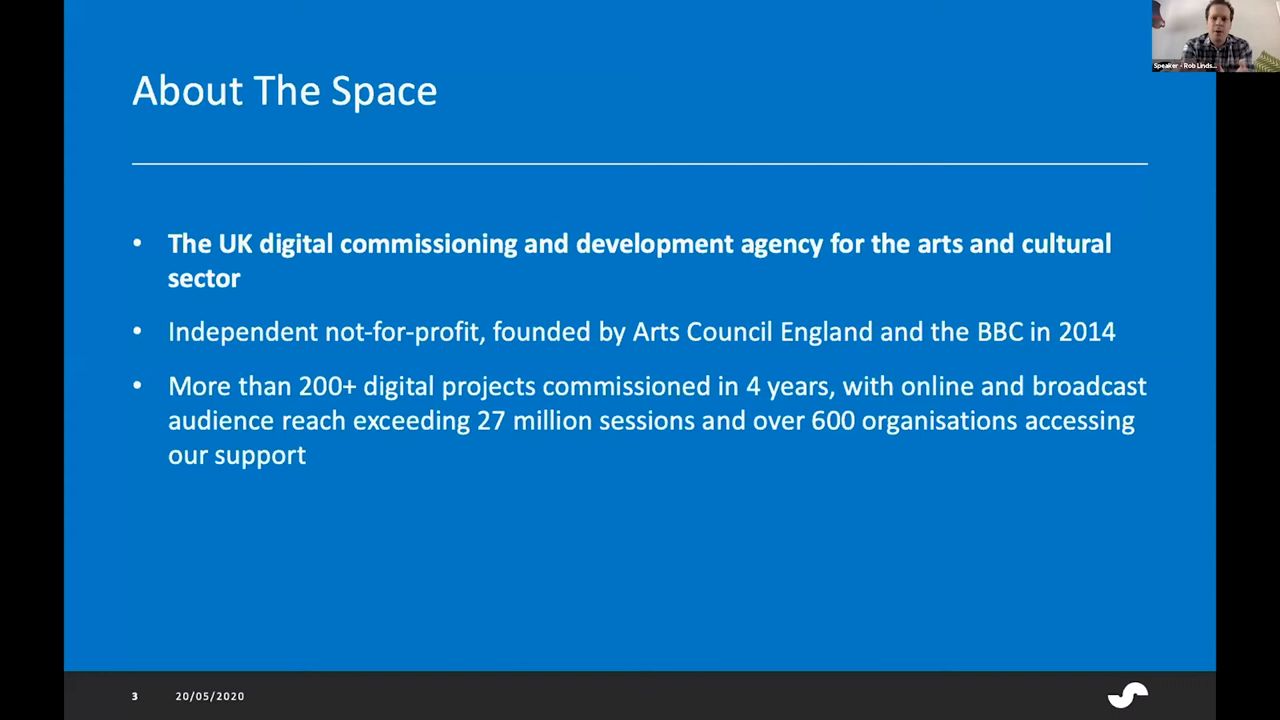 Speaker - Rob Linds...
About The Space
• The UK digital commissioning and development agency for the arts and cultural
sector
• Independent not-for-profit, founded by Arts Council England and the BBC in 2014
• More than 200+ digital projects commissioned in 4 years, with online and broadcast
audience reach exceeding 27 million sessions and over 600 organisations accessing
our support
3 20/05/2020